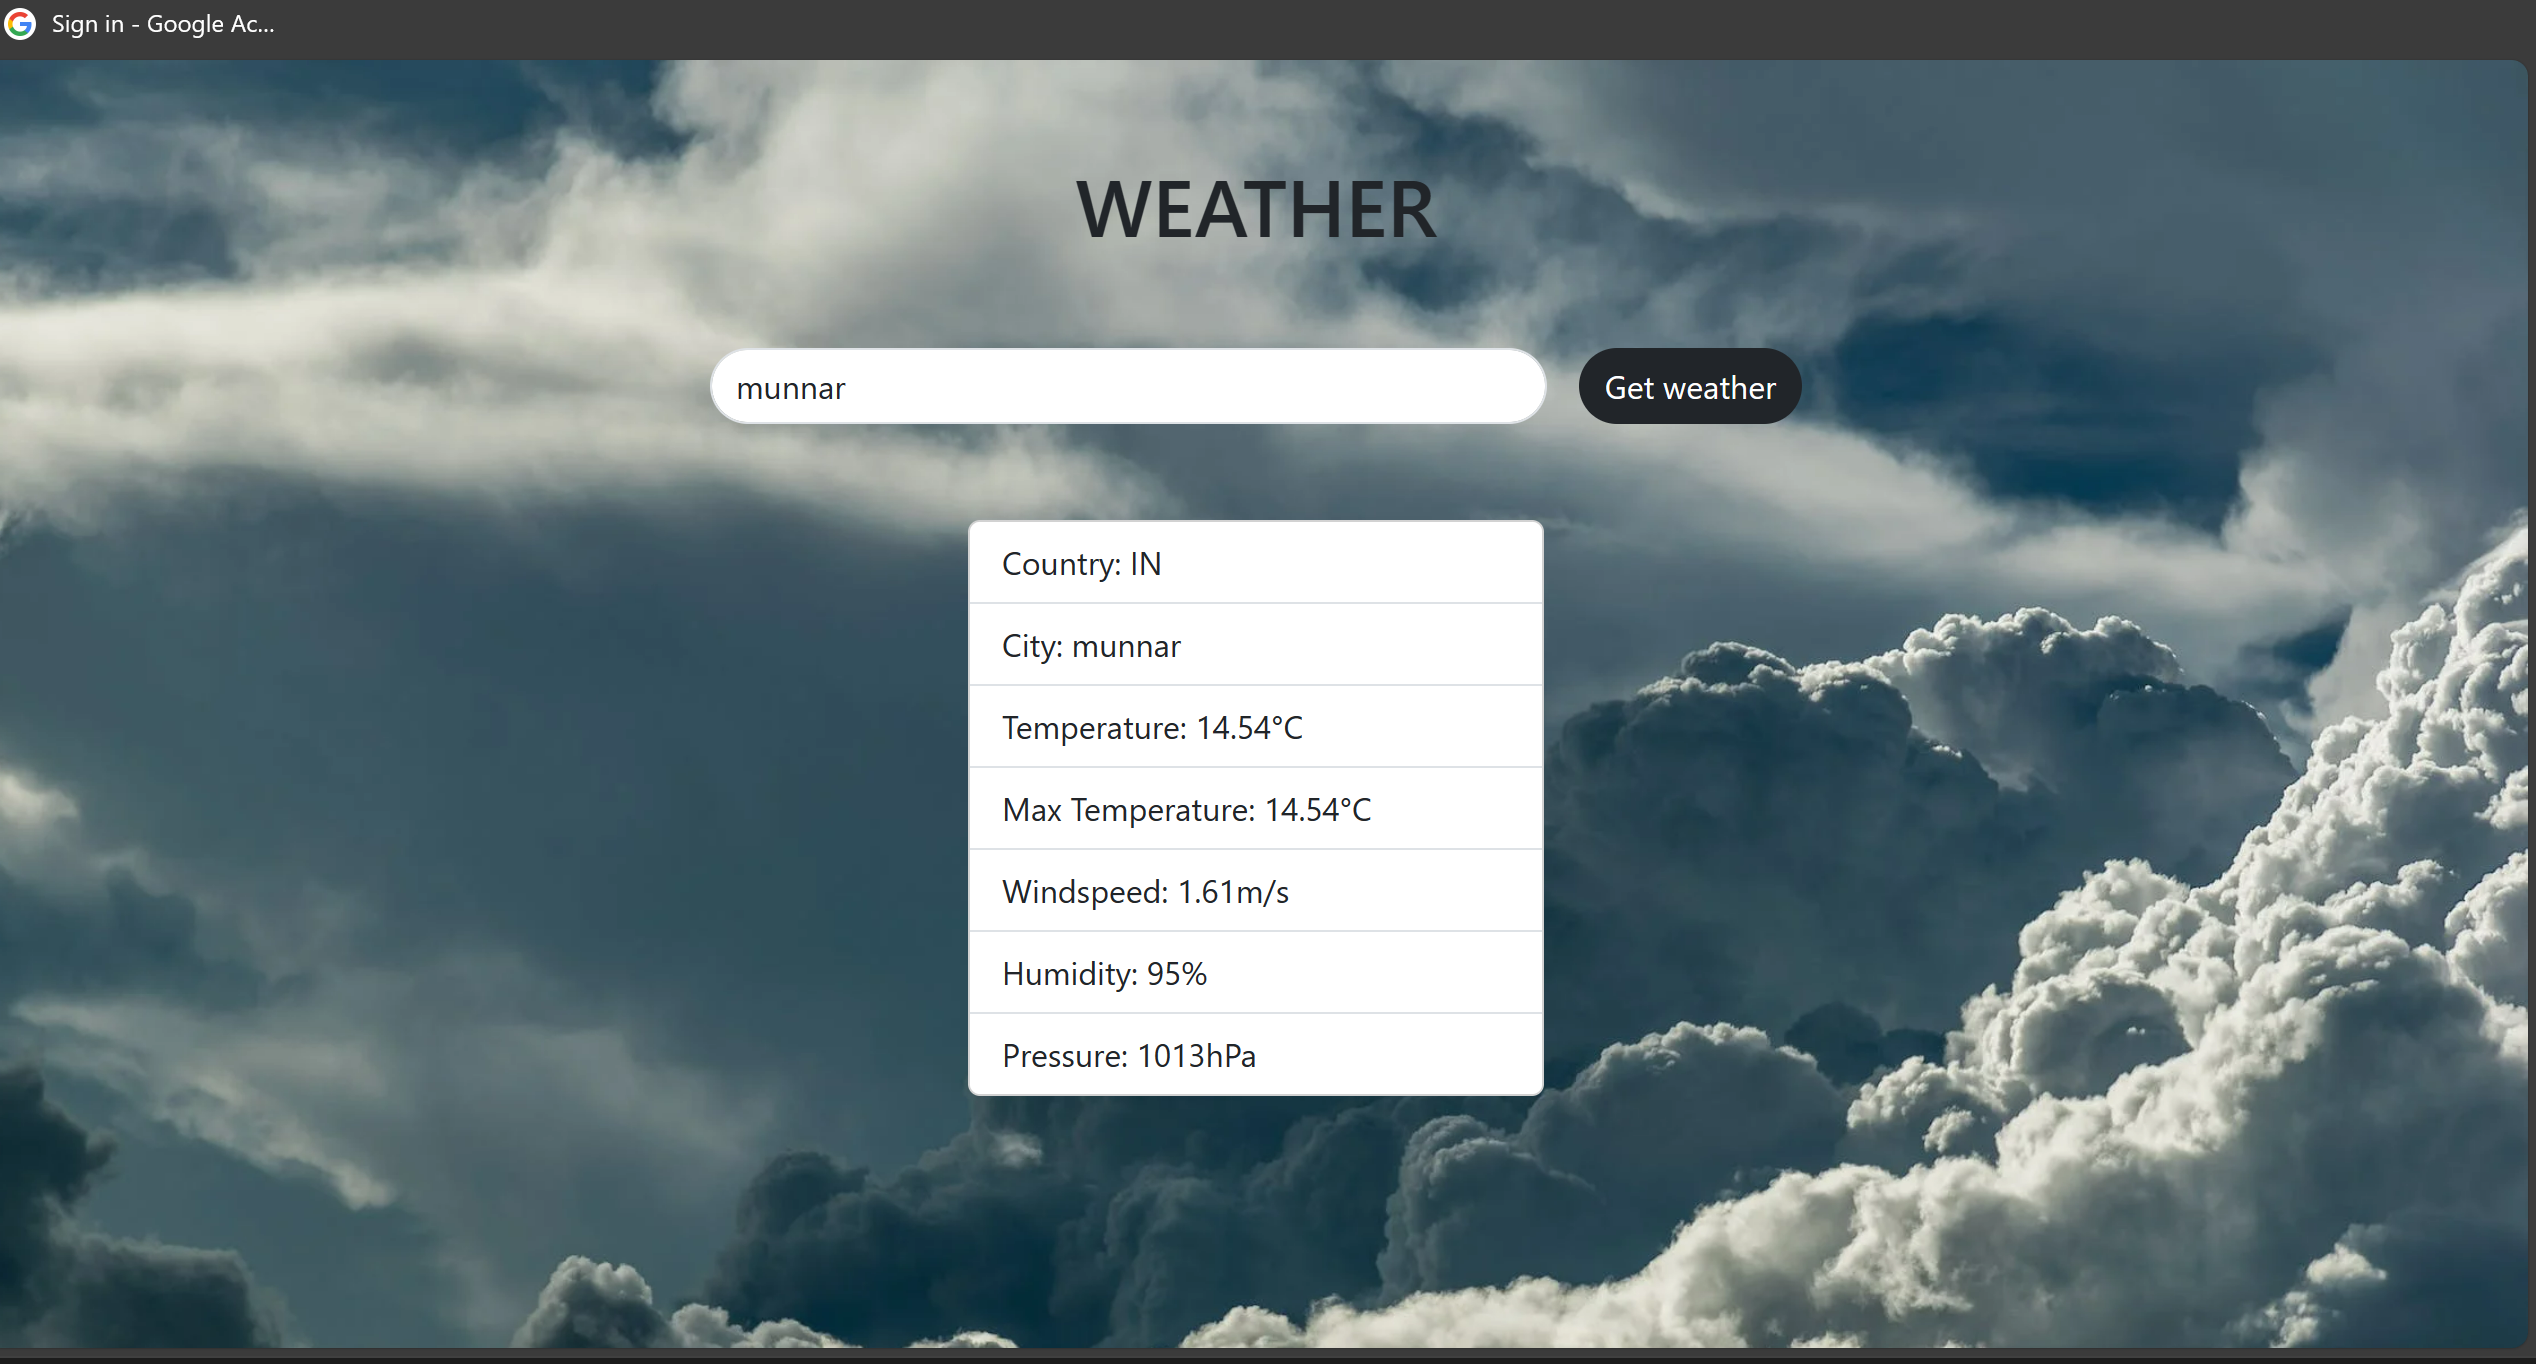 Sign in - Google Ac...
WEATHER
munnar
Get weather
Country: IN
City: munnar
Temperature: 14.54°C
Max Temperature: 14.54°C
Windspeed: 1.61m/s
Humidity: 95%
Pressure: 1013hPa